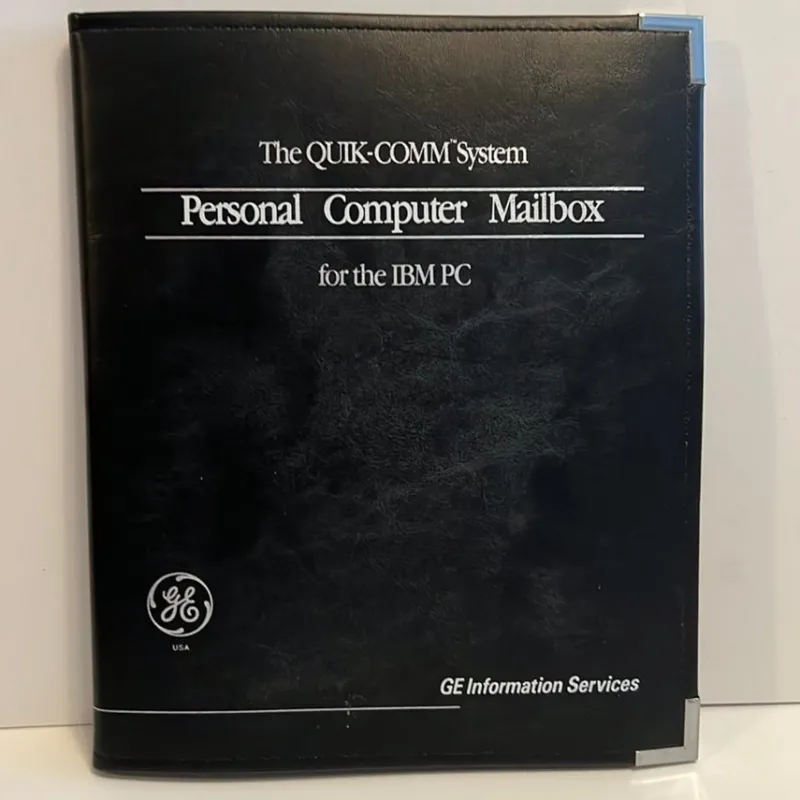 The QUIK-COMM™ System
Personal Computer Mailbox
for the IBM PC
GE
USA
GE Information Services